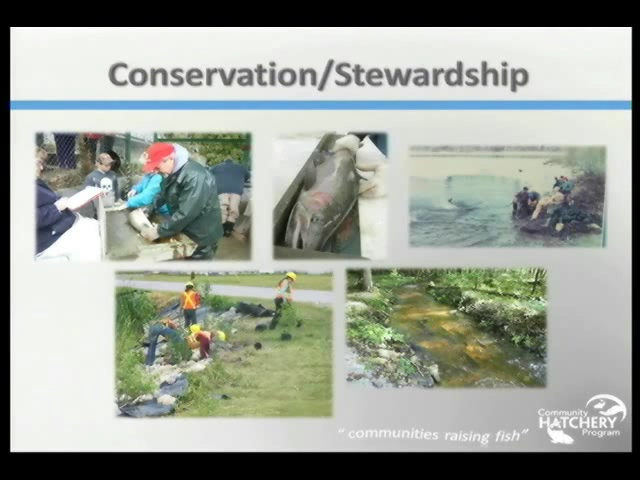 Conservation/Stewardship
" communities raising fish"
Community
HATCHERY
Program